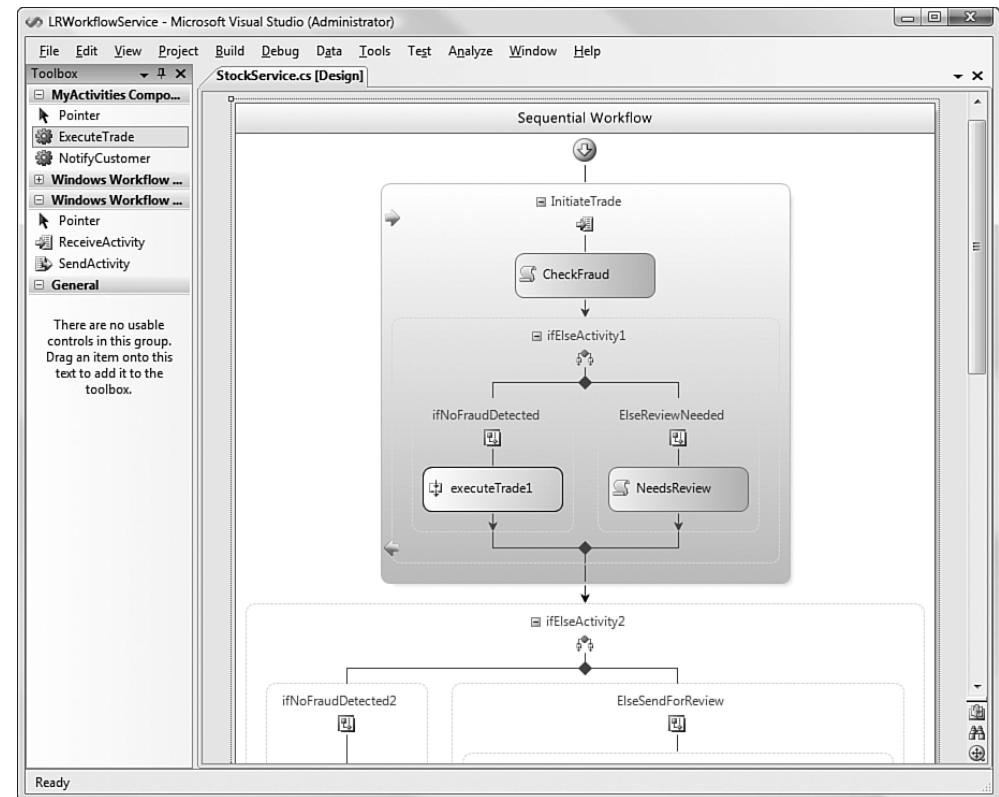 LRWorkflowService - Microsoft Visual Studio (Administrator)
File Edit View Project Build Debug Data Tools Test Analyze Window Help
Toolbox
StockService.cs [Design]
MyActivities Compo...
Pointer
ExecuteTrade
NotifyCustomer
Windows Workflow ...
Windows Workflow ...
Pointer
ReceiveActivity
SendActivity
General
There are no usable
controls in this group.
Drag an item onto this
text to add it to the
toolbox.
Sequential Workflow
InitiateTrade
CheckFraud
ifElseActivity1
ifNoFraudDetected
ElseReviewNeeded
executeTrade1
NeedsReview
ifElseActivity2
ifNoFraudDetected2
ElseSendForReview
Ready